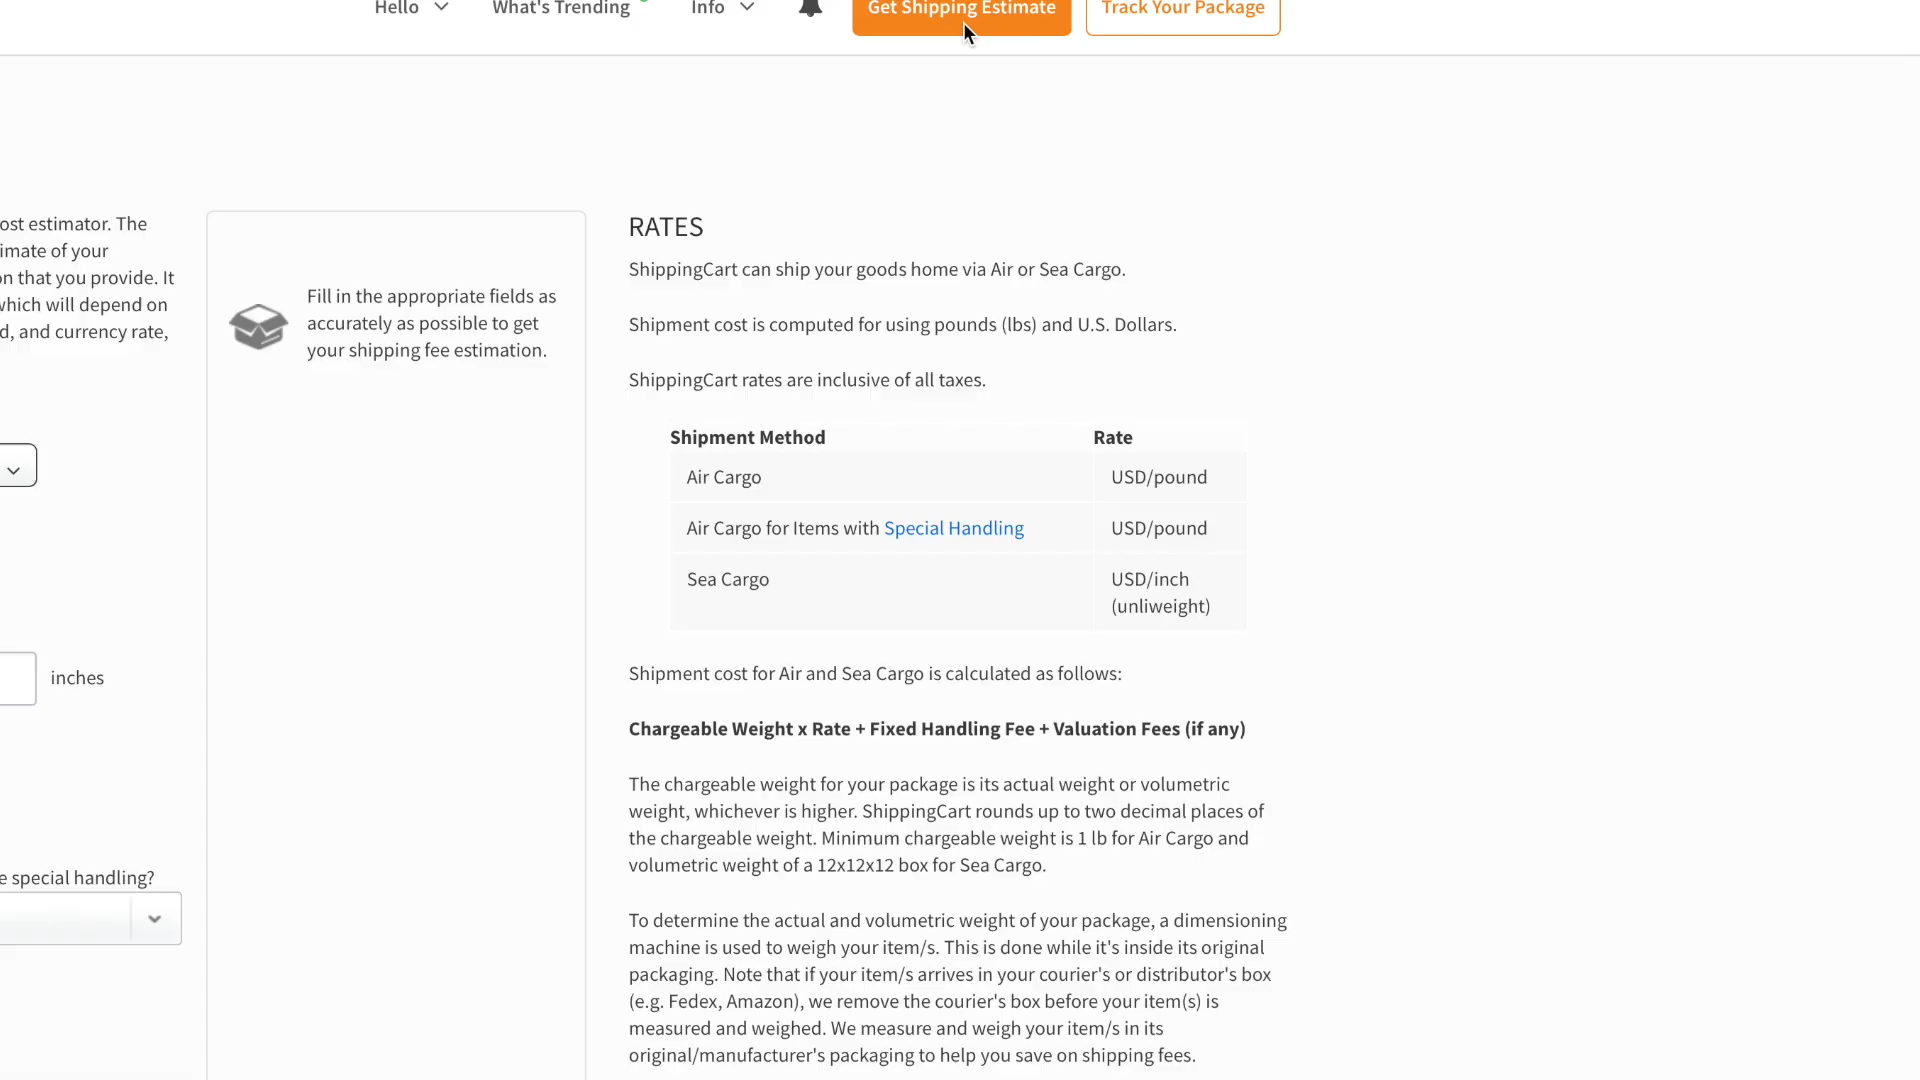 Hello
What's Trending
Info
Get Shipping Estimate
Track Your Package
ost estimator. The
imate of your
on that you provide. It
which will depend on
d, and currency rate,
inches
e special handling?
Fill in the appropriate fields as
accurately as possible to get
your shipping fee estimation.
RATES
ShippingCart can ship your goods home via Air or Sea Cargo.
Shipment cost is computed for using pounds (lbs) and U.S. Dollars.
ShippingCart rates are inclusive of all taxes.
Shipment Method Rate
Air Cargo USD/pound
Air Cargo for Items with Special Handling USD/pound
Sea Cargo USD/inch
(unliweight)
Shipment cost for Air and Sea Cargo is calculated as follows:
Chargeable Weight x Rate + Fixed Handling Fee + Valuation Fees (if any)
The chargeable weight for your package is its actual weight or volumetric
weight, whichever is higher. ShippingCart rounds up to two decimal places of
the chargeable weight. Minimum chargeable weight is 1 lb for Air Cargo and
volumetric weight of a 12x12x12 box for Sea Cargo.
To determine the actual and volumetric weight of your package, a dimensioning
machine is used to weigh your item/s. This is done while it's inside its original
packaging. Note that if your item/s arrives in your courier's or distributor's box
(e.g. Fedex, Amazon), we remove the courier's box before your item(s) is
measured and weighed. We measure and weigh your item/s in its
original/manufacturer's packaging to help you save on shipping fees.